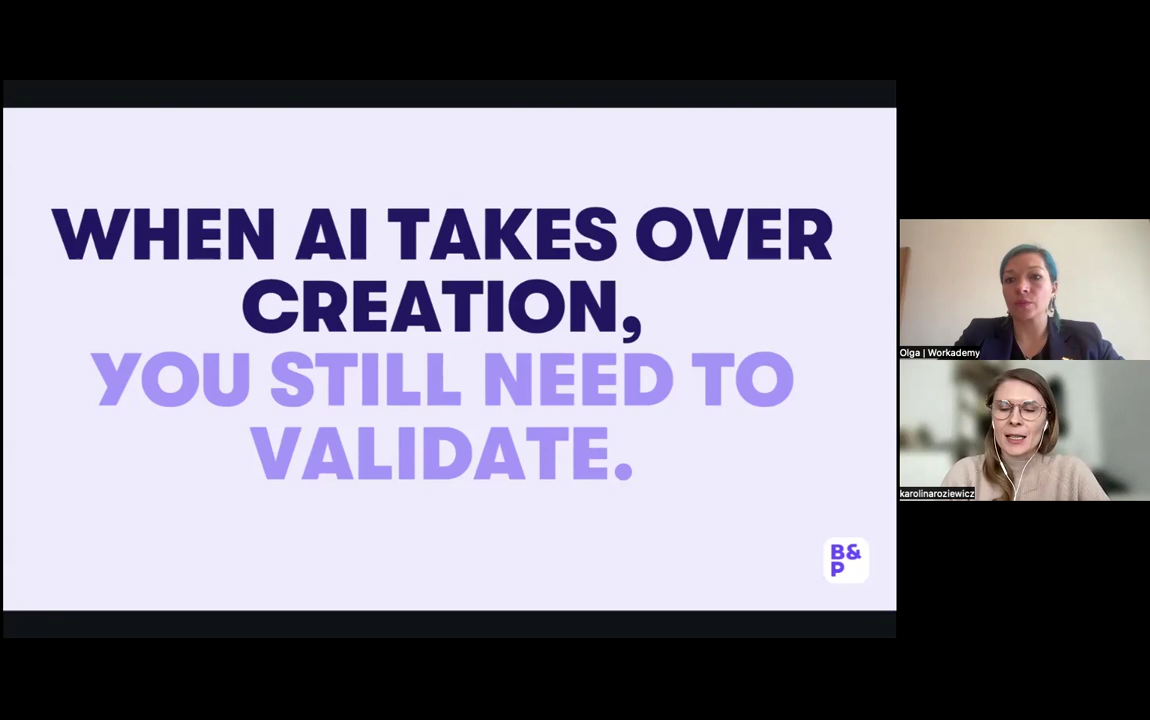 WHEN AI TAKES OVER
CREATION,
YOU STILL NEED TO
VALIDATE.
B&
P
Olga | Workademy
karolinaroziewicz